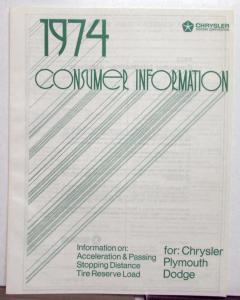 1974
CHRYSLER
CONSUMER INFORMATION
Information on:
Acceleration & Passing
Stopping Distance
Tire Reserve Load
for: Chrysler
Plymouth
Dodge